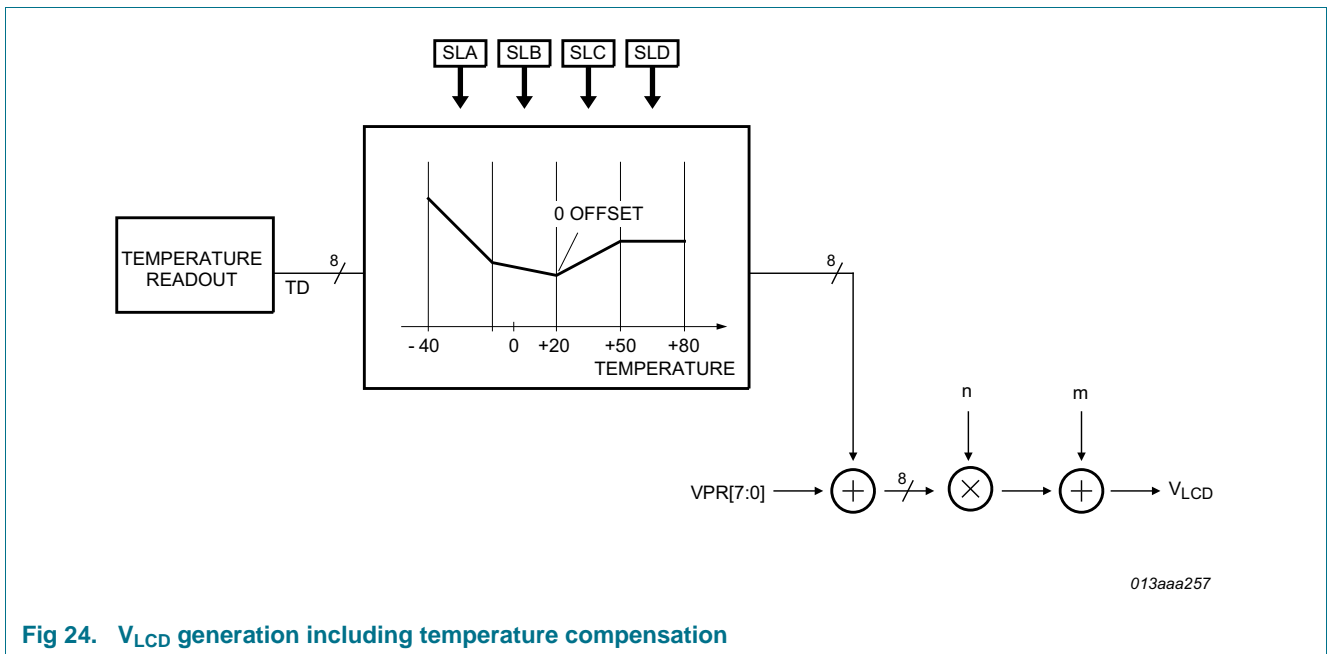 SLA SLB SLC SLD
0 OFFSET
TEMPERATURE
READOUT
8
TD
8
- 40 0 +20 +50 +80
TEMPERATURE
n m
VPR[7:0] + 8 × + VLCD
013aaa257
Fig 24. VLCD generation including temperature compensation